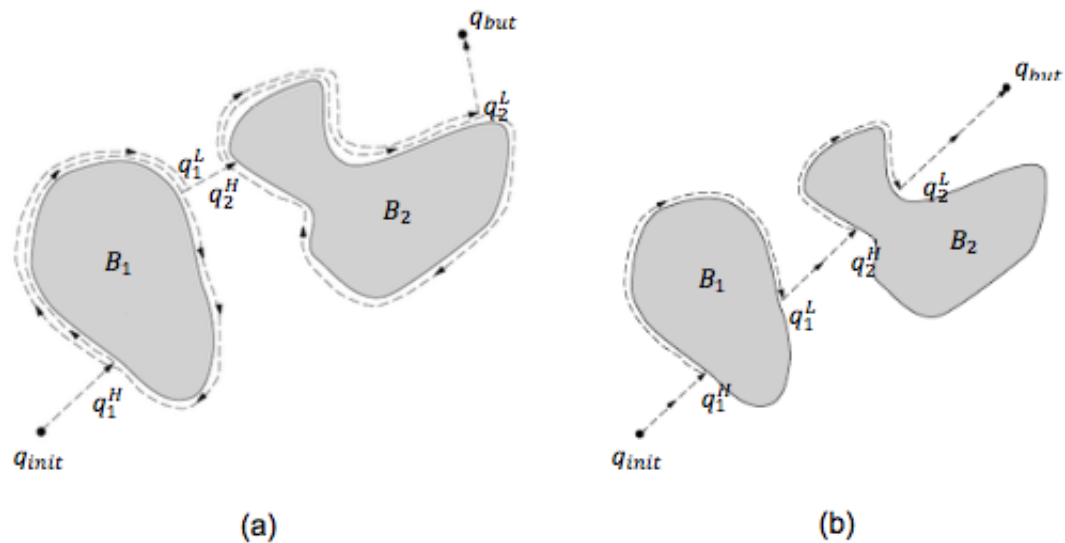 q_but
q_2^L
q_1^L
q_2^H
B_2
B_1
q_1^H
q_init
(a)
q_but
q_2^L
B_2
q_2^H
B_1
q_1^L
q_1^H
q_init
(b)